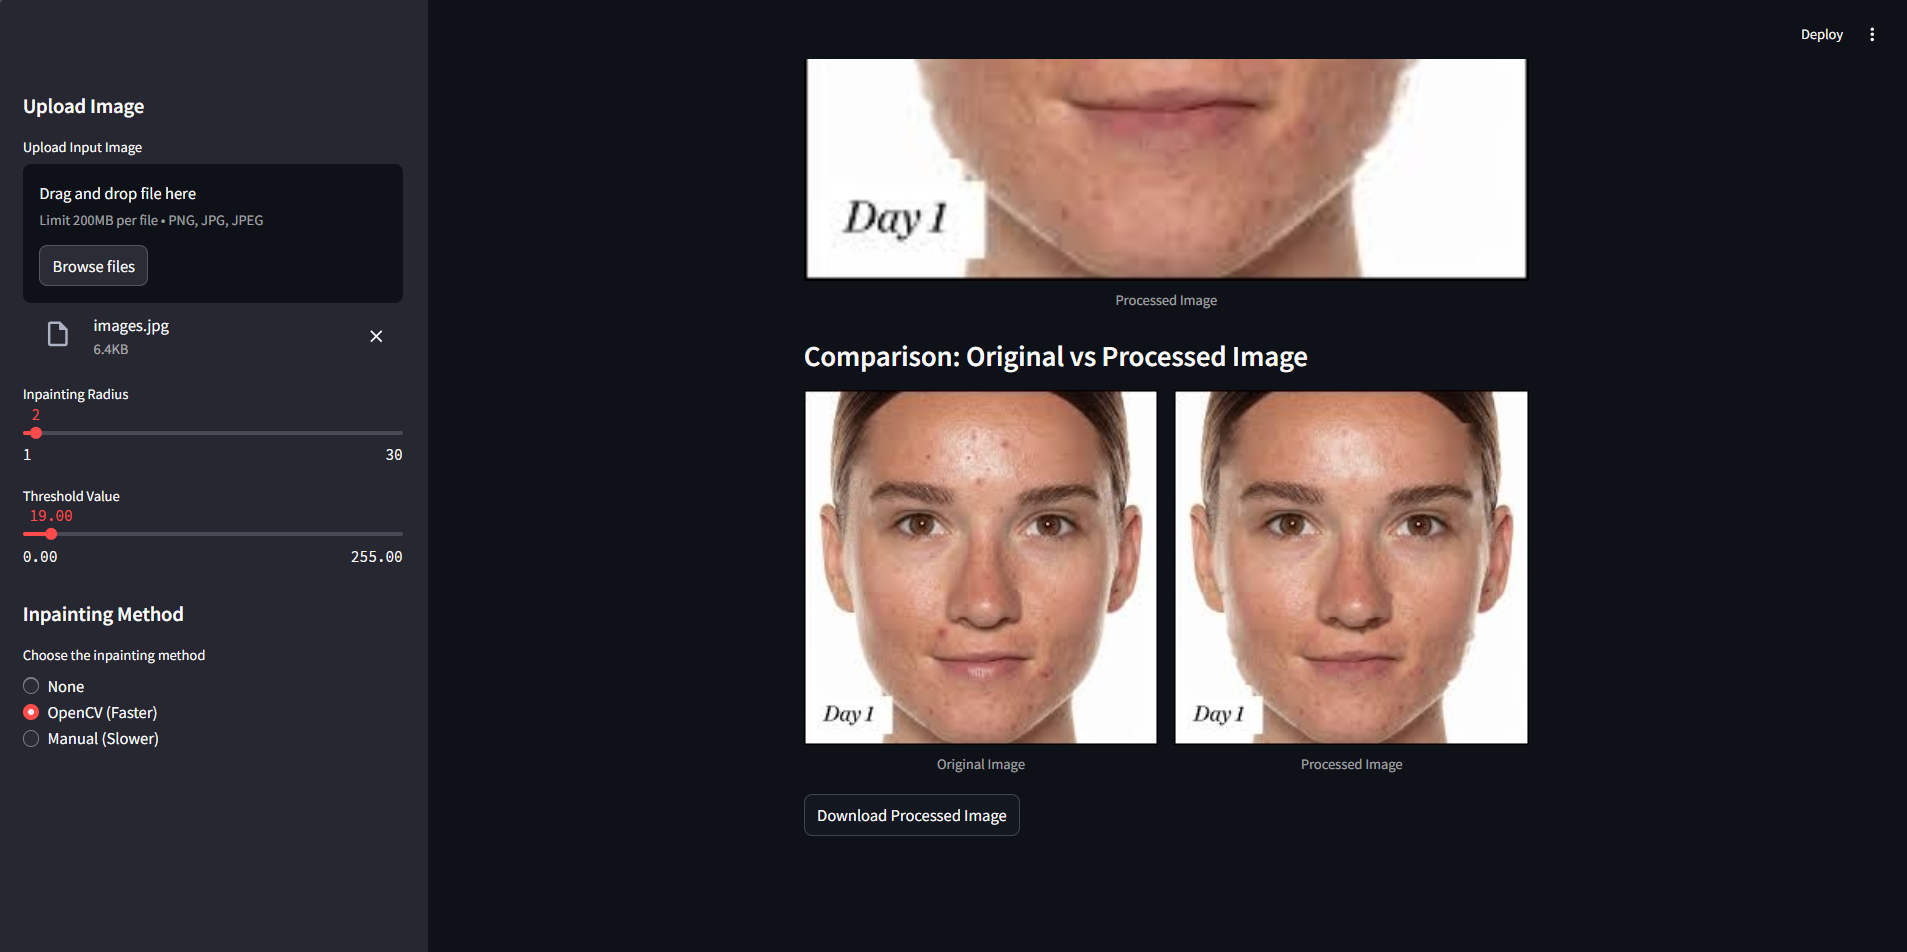 Deploy
Upload Image
Upload Input Image
Drag and drop file here
Limit 200MB per file • PNG, JPG, JPEG
Browse files
images.jpg
6.4KB
Inpainting Radius
2
1 30
Threshold Value
19.00
0.00 255.00
Inpainting Method
Choose the inpainting method
None
OpenCV (Faster)
Manual (Slower)
Day 1
Processed Image
Comparison: Original vs Processed Image
Day 1
Day 1
Original Image
Processed Image
Download Processed Image